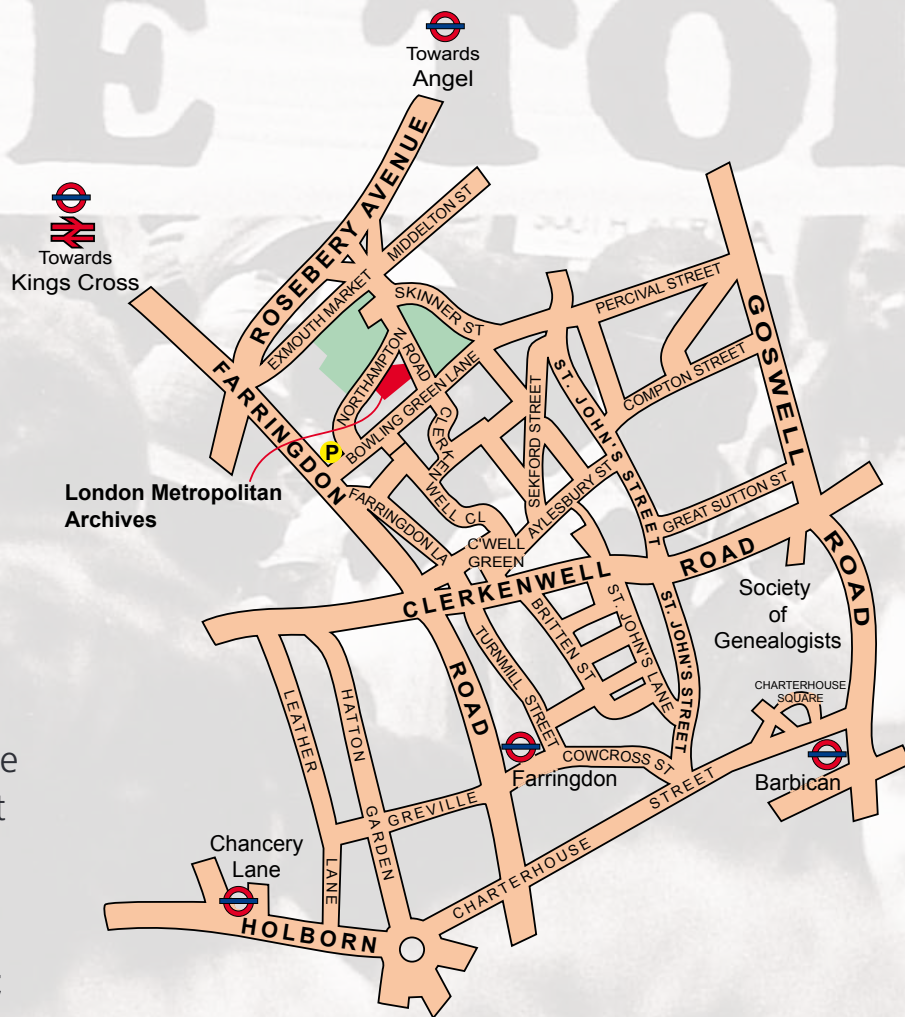 E TO
Towards
Angel
Towards
Kings Cross
ROSEBERY AVENUE
MIDDELTON ST
EXMOUTH MARKET
SKINNER ST
PERCIVAL STREET
GOSWELL
ROAD
FARRINGDON
ROAD
NORTHAMPTON
ROAD
BOWLING GREEN LANE
P
CLERKENWELL CL
SEKFORD STREET
ST. JOHN'S STREET
COMPTON STREET
London Metropolitan
Archives
FARRINGDON LA
AYLESBURY ST
GREAT SUTTON ST
C'WELL
GREEN
CLERKENWELL ROAD
Society
of
Genealogists
TURNMILL STREET
BRITTEN ST
ST. JOHN'S LANE
ST. JOHN'S STREET
CHARTERHOUSE
SQUARE
LEATHER
LANE
HATTON
GARDEN
Farringdon
COWCROSS ST
Barbican
GREVILLE
CHARTERHOUSE STREET
Chancery
Lane
HOLBORN
e
t